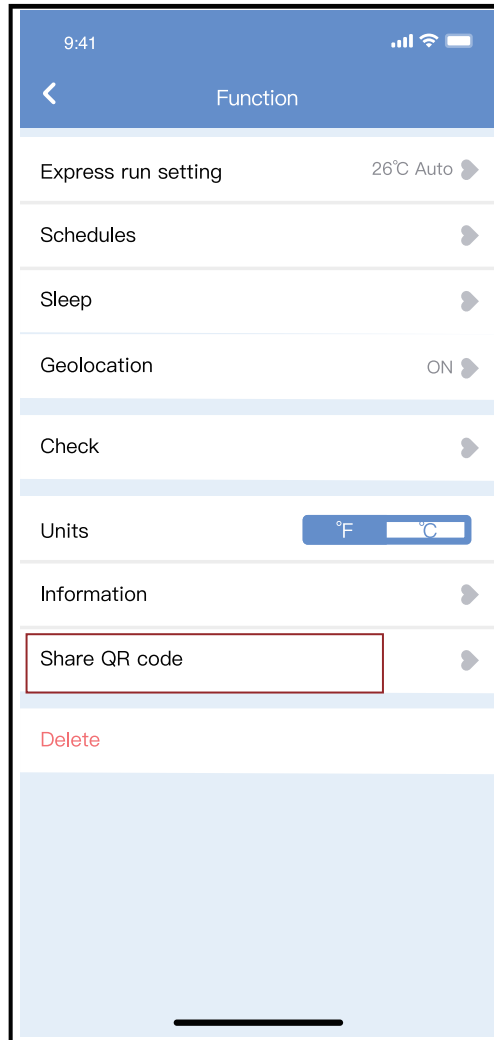 9:41
Function
Express run setting 26℃ Auto
Schedules
Sleep
Geolocation ON
Check
Units °F ℃
Information
Share QR code
Delete